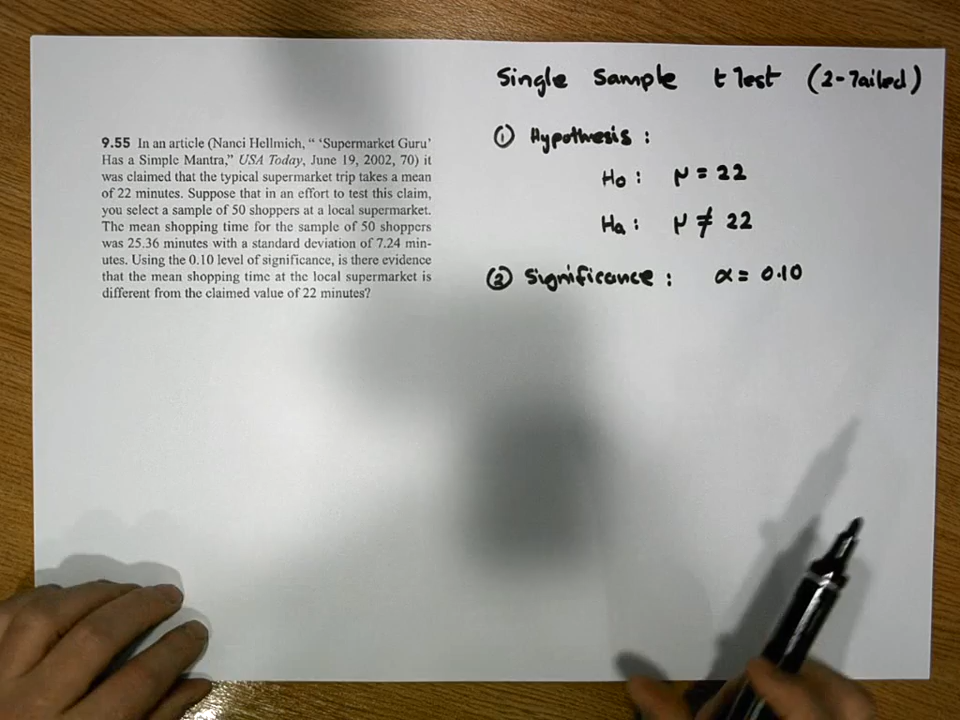 9.55 In an article (Nanci Hellmich, “ ‘Supermarket Guru’
Has a Simple Mantra,” USA Today, June 19, 2002, 70) it
was claimed that the typical supermarket trip takes a mean
of 22 minutes. Suppose that in an effort to test this claim,
you select a sample of 50 shoppers at a local supermarket.
The mean shopping time for the sample of 50 shoppers
was 25.36 minutes with a standard deviation of 7.24 min-
utes. Using the 0.10 level of significance, is there evidence
that the mean shopping time at the local supermarket is
different from the claimed value of 22 minutes?
Single Sample t Test (2-Tailed)
① Hypothesis :
Ho : μ = 22
Ha : μ ≠ 22
② Significance : α = 0.10